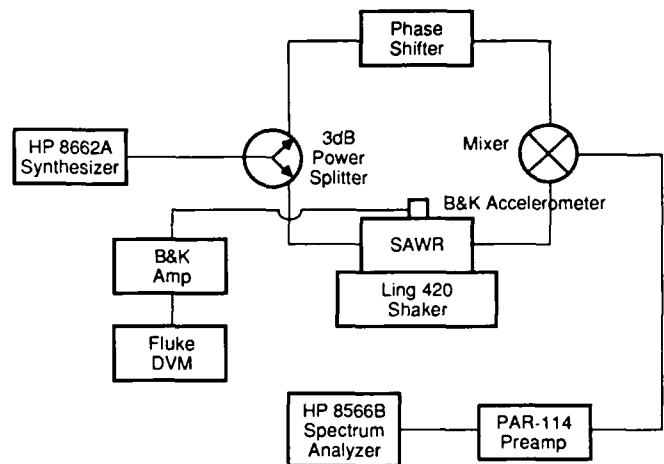 Phase
Shifter
HP 8662A
Synthesizer
3dB
Power
Splitter
Mixer
B&K Accelerometer
B&K
Amp
SAWR
Ling 420
Shaker
Fluke
DVM
HP 8566B
Spectrum
Analyzer
PAR-114
Preamp